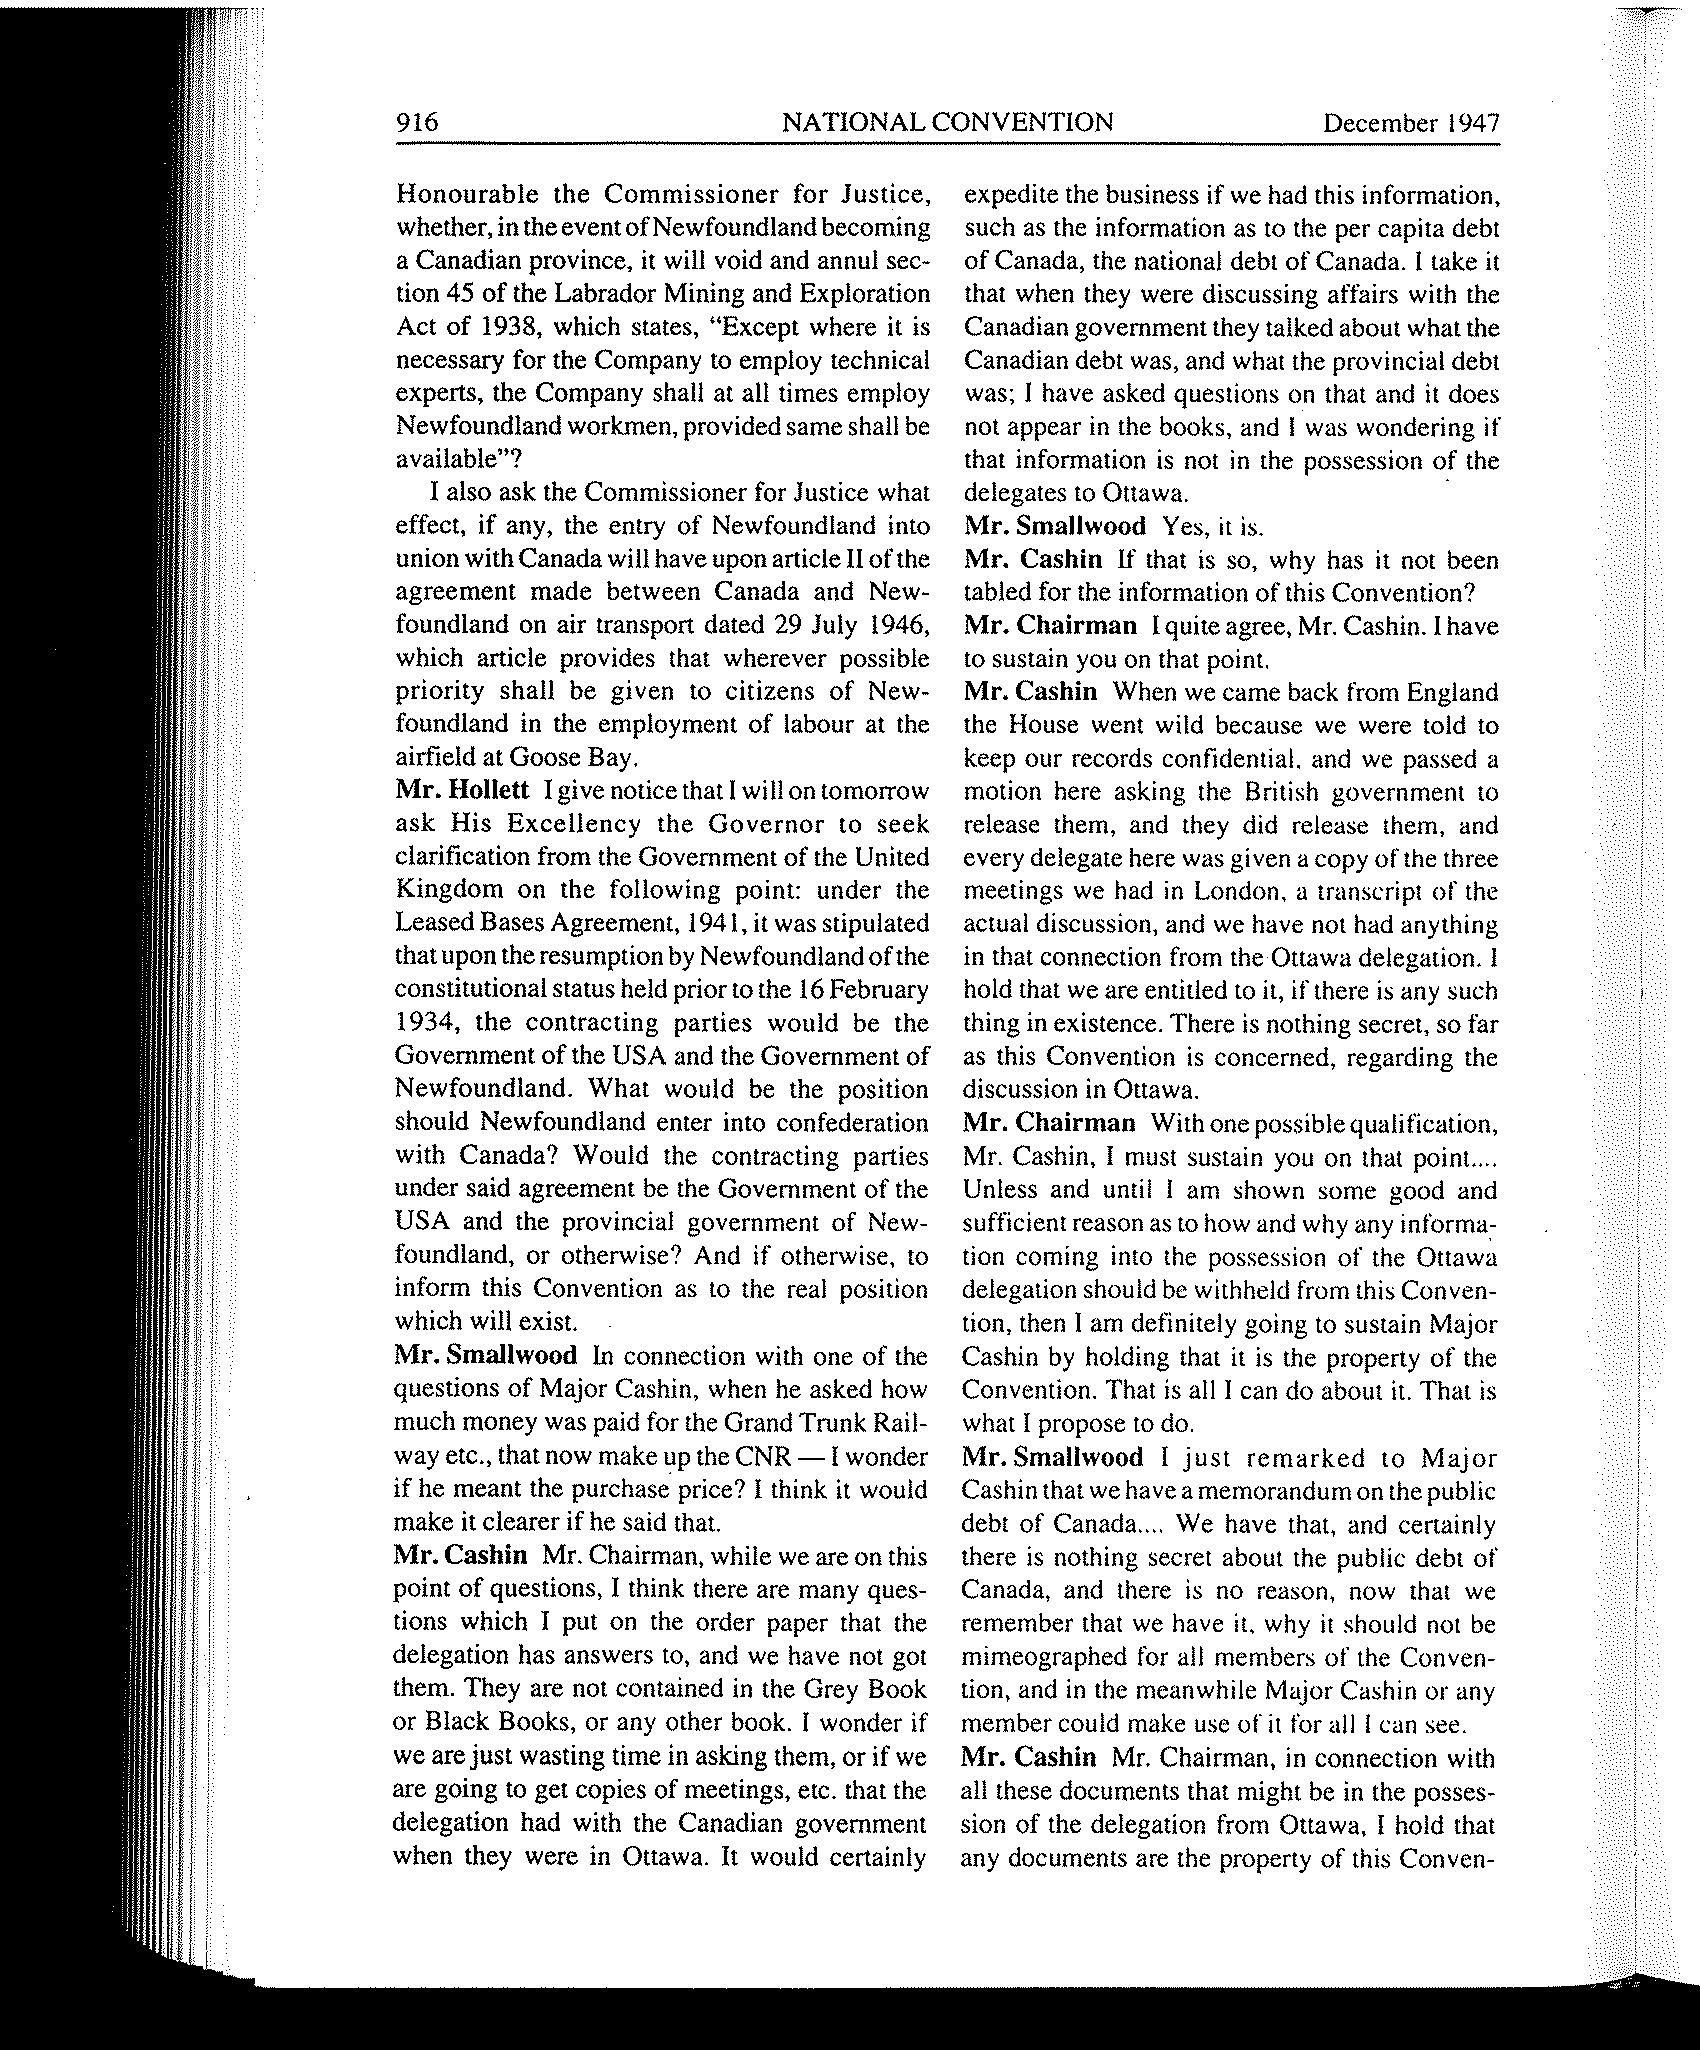 916 NATIONAL CONVENTION December 1947
Honourable the Commissioner for Justice,
whether, in the event of Newfoundland becoming
a Canadian province, it will void and annul sec-
tion 45 of the Labrador Mining and Exploration
Act of 1938, which states, “Except where it is
necessary for the Company to employ technical
experts, the Company shall at all times employ
Newfoundland workmen, provided same shall be
available”?
I also ask the Commissioner for Justice what
effect, if any, the entry of Newfoundland into
union with Canada will have upon article II of the
agreement made between Canada and New-
foundland on air transport dated 29 July 1946,
which article provides that wherever possible
priority shall be given to citizens of New-
foundland in the employment of labour at the
airfield at Goose Bay.
Mr. Hollett I give notice that I will on tomorrow
ask His Excellency the Governor to seek
clarification from the Government of the United
Kingdom on the following point: under the
Leased Bases Agreement, 1941, it was stipulated
that upon the resumption by Newfoundland of the
constitutional status held prior to the 16 February
1934, the contracting parties would be the
Government of the USA and the Government of
Newfoundland. What would be the position
should Newfoundland enter into confederation
with Canada? Would the contracting parties
under said agreement be the Government of the
USA and the provincial government of New-
foundland, or otherwise? And if otherwise, to
inform this Convention as to the real position
which will exist.
Mr. Smallwood In connection with one of the
questions of Major Cashin, when he asked how
much money was paid for the Grand Trunk Rail-
way etc., that now make up the CNR — I wonder
if he meant the purchase price? I think it would
make it clearer if he said that.
Mr. Cashin Mr. Chairman, while we are on this
point of questions, I think there are many ques-
tions which I put on the order paper that the
delegation has answers to, and we have not got
them. They are not contained in the Grey Book
or Black Books, or any other book. I wonder if
we are just wasting time in asking them, or if we
are going to get copies of meetings, etc. that the
delegation had with the Canadian government
when they were in Ottawa. It would certainly
expedite the business if we had this information,
such as the information as to the per capita debt
of Canada, the national debt of Canada. I take it
that when they were discussing affairs with the
Canadian government they talked about what the
Canadian debt was, and what the provincial debt
was; I have asked questions on that and it does
not appear in the books, and I was wondering if
that information is not in the possession of the
delegates to Ottawa.
Mr. Smallwood Yes, it is.
Mr. Cashin If that is so, why has it not been
tabled for the information of this Convention?
Mr. Chairman I quite agree, Mr. Cashin. I have
to sustain you on that point.
Mr. Cashin When we came back from England
the House went wild because we were told to
keep our records confidential, and we passed a
motion here asking the British government to
release them, and they did release them, and
every delegate here was given a copy of the three
meetings we had in London, a transcript of the
actual discussion, and we have not had anything
in that connection from the Ottawa delegation. I
hold that we are entitled to it, if there is any such
thing in existence. There is nothing secret, so far
as this Convention is concerned, regarding the
discussion in Ottawa.
Mr. Chairman With one possible qualification,
Mr. Cashin, I must sustain you on that point....
Unless and until I am shown some good and
sufficient reason as to how and why any informa-
tion coming into the possession of the Ottawa
delegation should be withheld from this Conven-
tion, then I am definitely going to sustain Major
Cashin by holding that it is the property of the
Convention. That is all I can do about it. That is
what I propose to do.
Mr. Smallwood I just remarked to Major
Cashin that we have a memorandum on the public
debt of Canada.... We have that, and certainly
there is nothing secret about the public debt of
Canada, and there is no reason, now that we
remember that we have it, why it should not be
mimeographed for all members of the Conven-
tion, and in the meanwhile Major Cashin or any
member could make use of it for all I can see.
Mr. Cashin Mr. Chairman, in connection with
all these documents that might be in the posses-
sion of the delegation from Ottawa, I hold that
any documents are the property of this Conven-